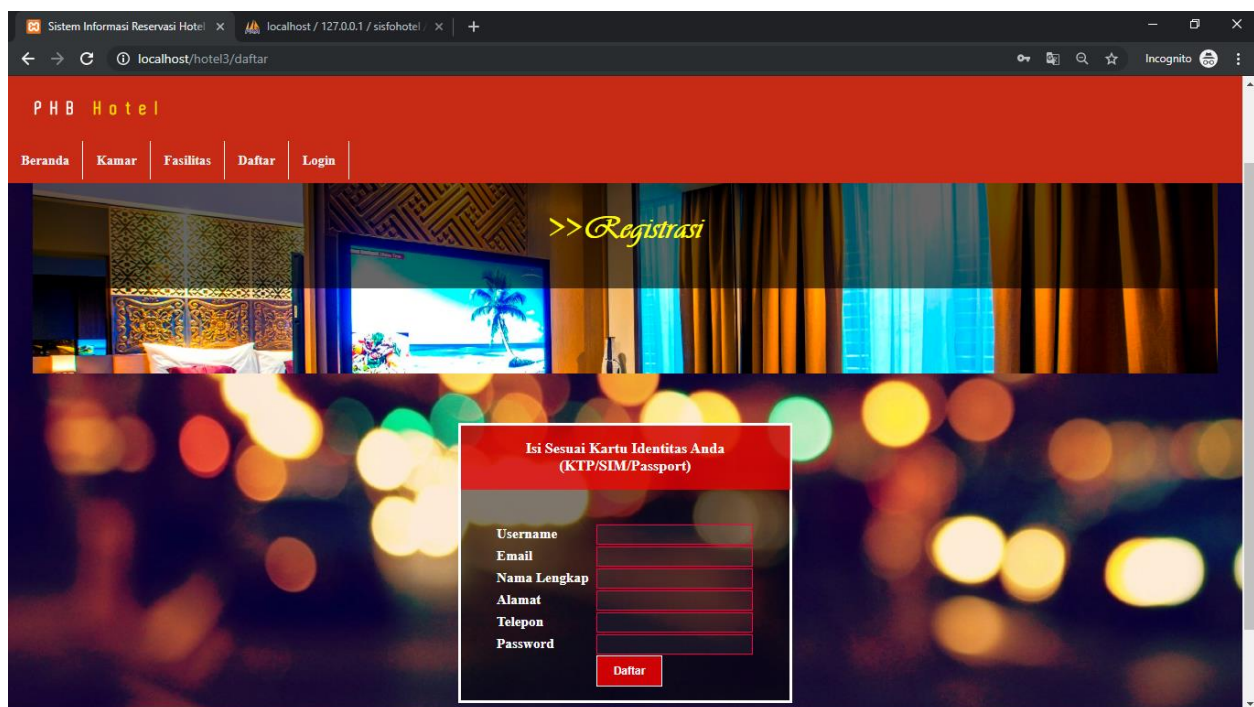 Sistem Informasi Reservasi Hotel
localhost / 127.0.0.1 / sisfohotel /
localhost/hotel3/daftar
Incognito
PHB Hotel
Beranda Kamar Fasilitas Daftar Login
>>Registrasi
Isi Sesuai Kartu Identitas Anda
(KTP/SIM/Passport)
Username
Email
Nama Lengkap
Alamat
Telepon
Password
Daftar